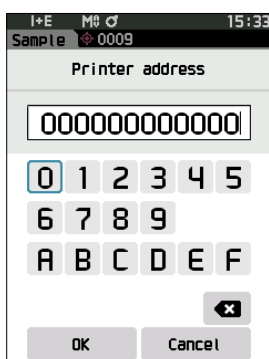 I+E M 15:33
Sample 0009
Printer address
000000000000
0 1 2 3 4 5
6 7 8 9
A B C D E F
OK Cancel